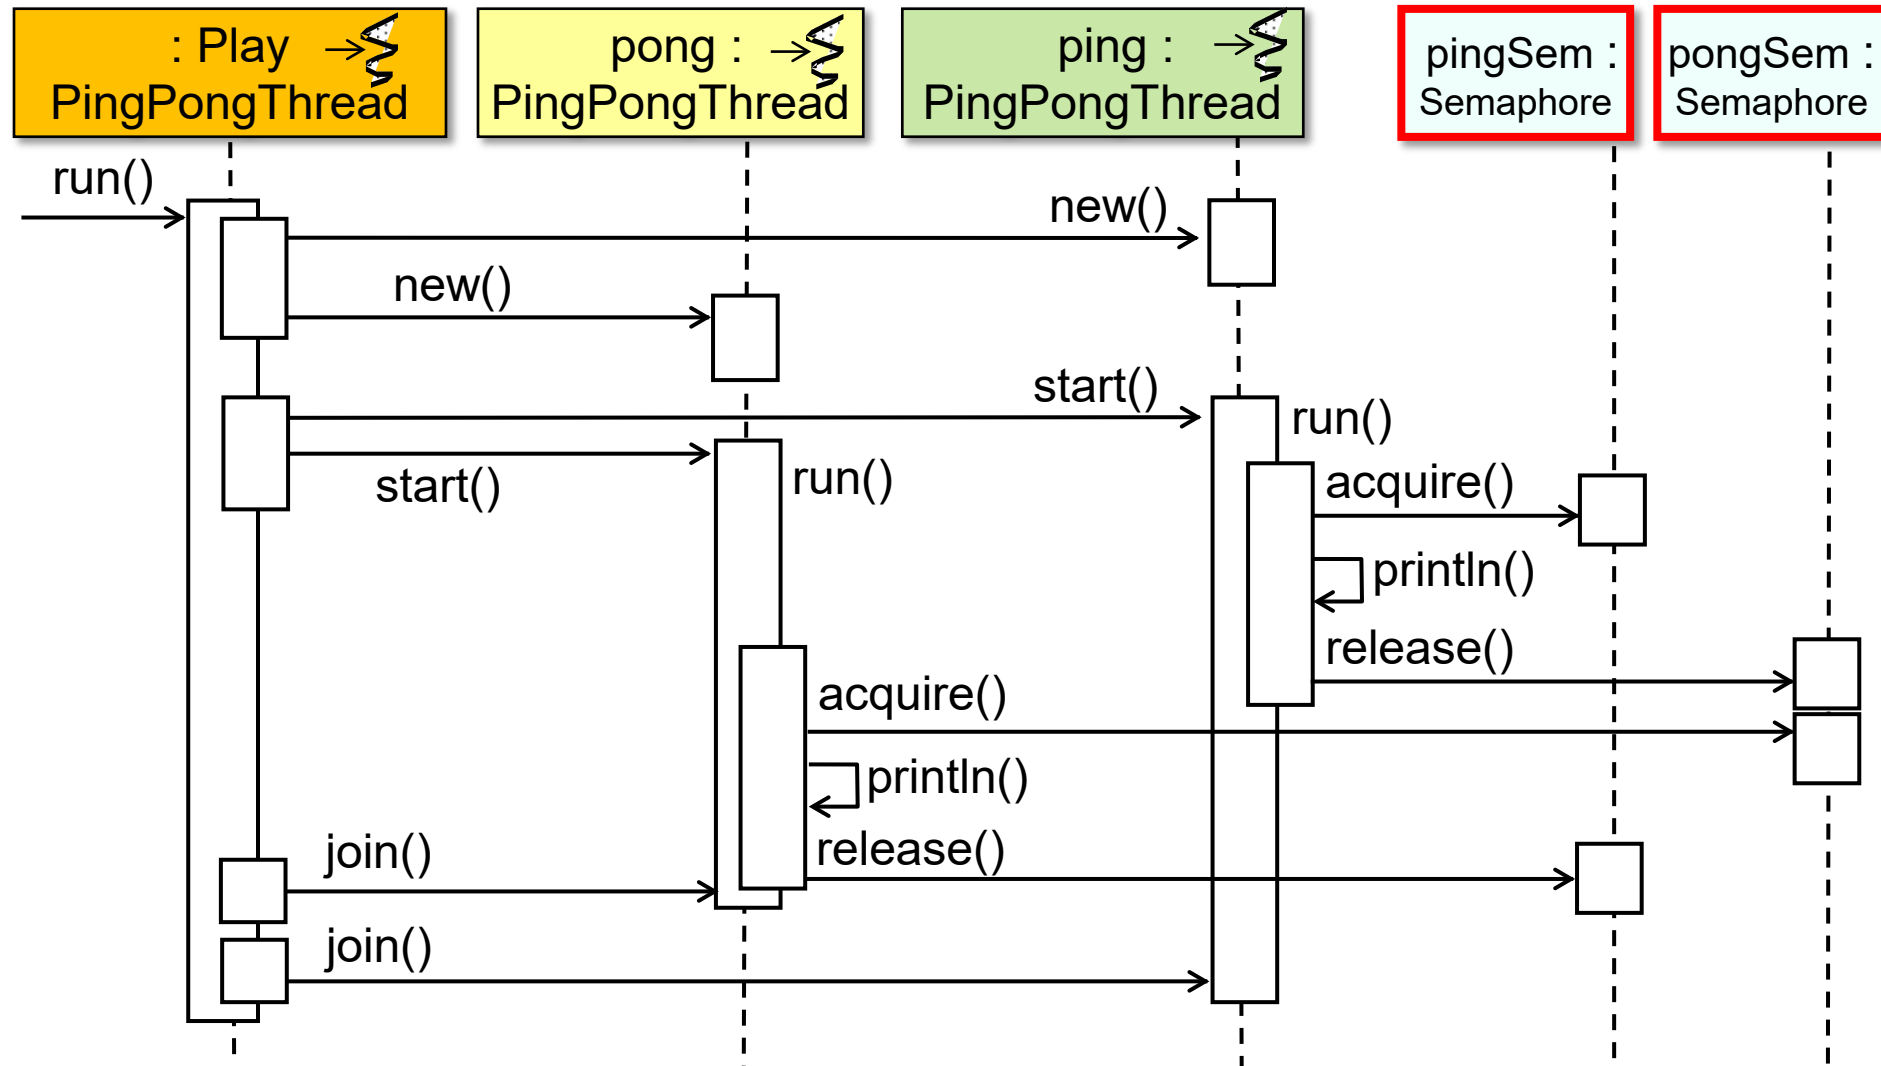 : Play
PingPongThread
pong :
PingPongThread
ping :
PingPongThread
pingSem :
Semaphore
pongSem :
Semaphore
run()
new()
new()
start()
run()
start()
run()
acquire()
println()
release()
acquire()
println()
release()
join()
join()